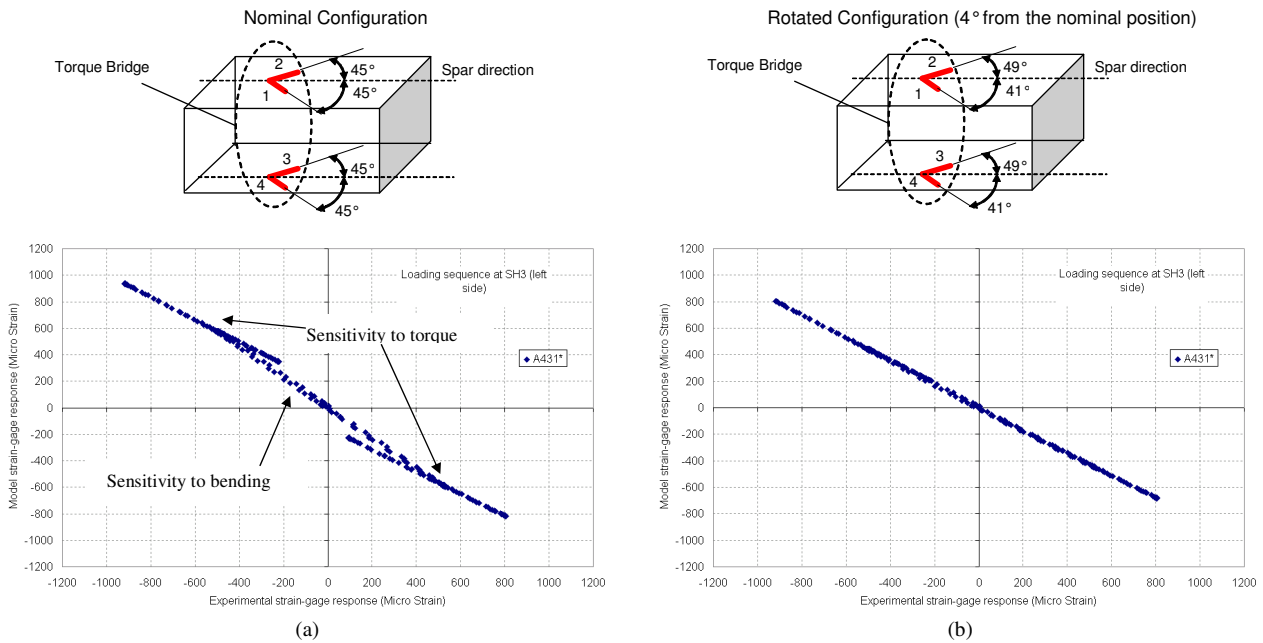 Nominal Configuration
Torque Bridge
2
1
45°
45°
Spar direction
3
4
45°
45°
Rotated Configuration (4° from the nominal position)
Torque Bridge
2
1
49°
41°
Spar direction
3
4
49°
41°
Model strain-gage response (Micro Strain)
1200
1000
800
600
400
200
0
-200
-400
-600
-800
-1000
-1200
-1200 -1000 -800 -600 -400 -200 0 200 400 600 800 1000 1200
Experimental strain-gage response (Micro Strain)
Loading sequence at SH3 (left
side)
Sensitivity to torque
A431*
Sensitivity to bending
(a)
Model strain-gage response (Micro Strain)
1200
1000
800
600
400
200
0
-200
-400
-600
-800
-1000
-1200
-1200 -1000 -800 -600 -400 -200 0 200 400 600 800 1000 1200
Experimental strain-gage response (Micro Strain)
Loading sequence at SH3 (left
side)
A431*
(b)